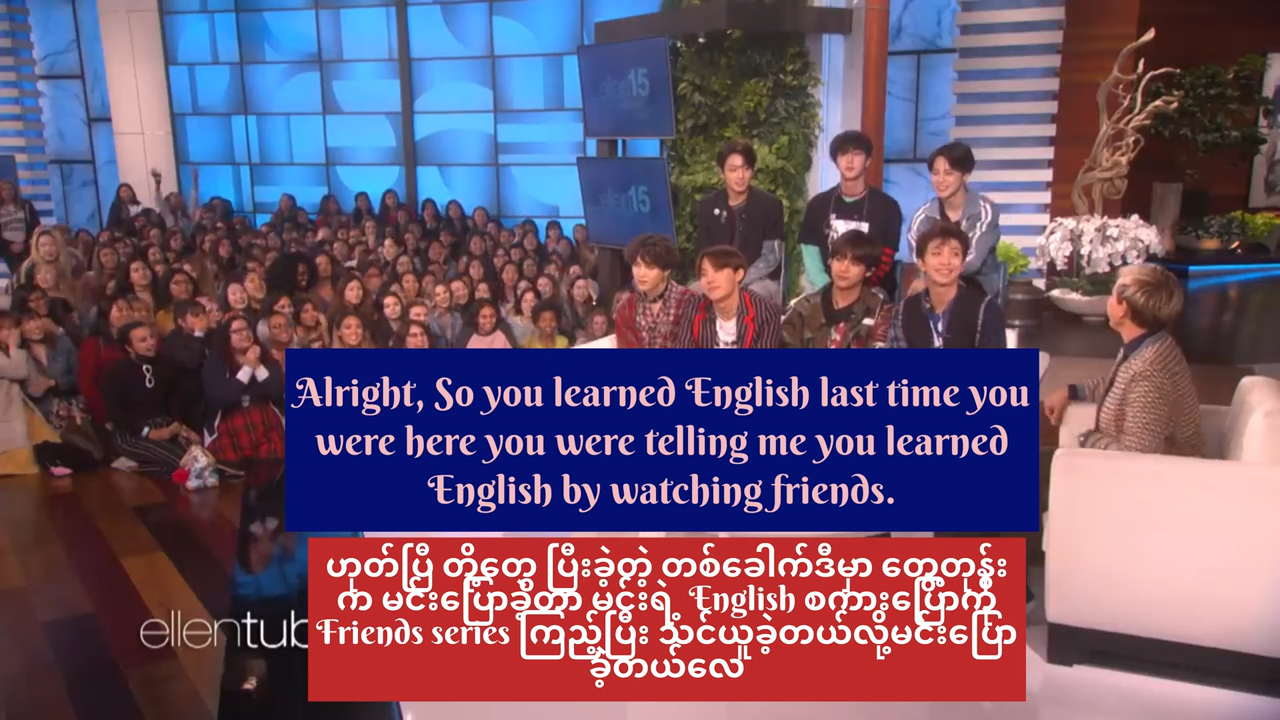 ellen15
ellen15
Alright, So you learned English last time you
were here you were telling me you learned
English by watching friends.
ဟုတ်ပြီ တို့တွေ ပြီးခဲ့တဲ့ တစ်ခေါက်ဒီမှာ တွေ့တုန်း
က မင်းပြောခဲ့တာ မင်းရဲ့ English စကားပြောကို
Friends series ကြည့်ပြီး သင်ယူခဲ့တယ်လို့မင်းပြော
ခဲ့တယ်လေ
ellentub